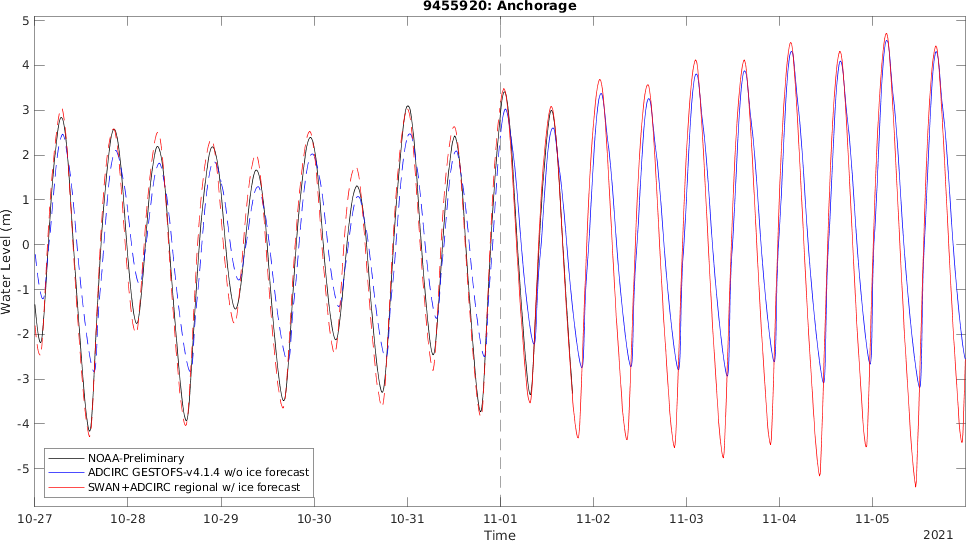 9455920: Anchorage
5
4
3
2
1
0
-1
-2
-3
-4
-5
Water Level (m)
NOAA-Preliminary
ADCIRC GESTOFS-v4.1.4 w/o ice forecast
SWAN+ADCIRC regional w/ ice forecast
10-27 10-28 10-29 10-30 10-31 11-01 11-02 11-03 11-04 11-05
Time
2021